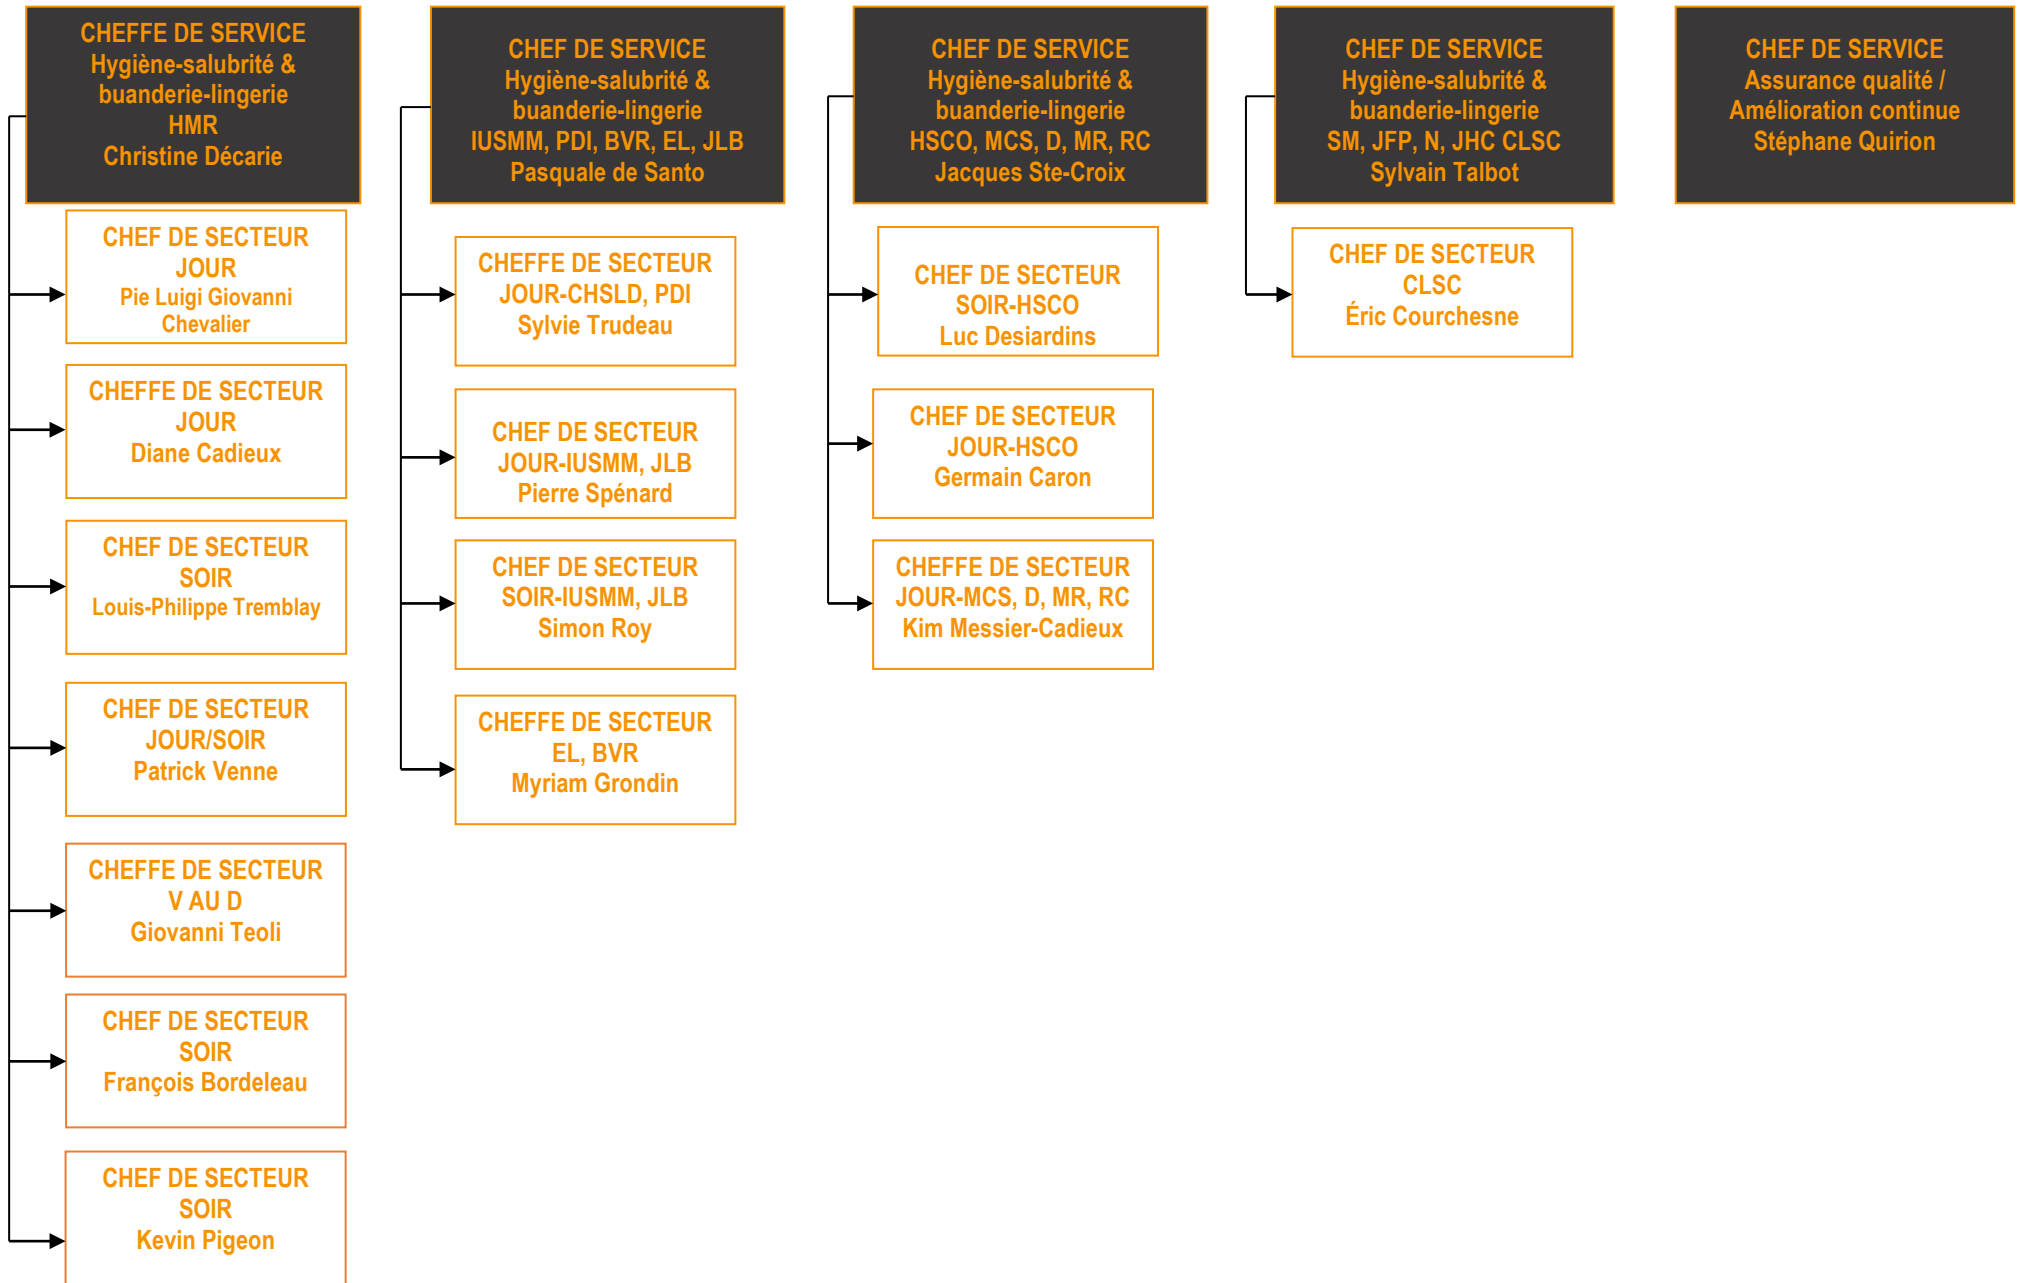 CHEFFE DE SERVICE
Hygiène-salubrité &
buanderie-lingerie
HMR
Christine Décarie
CHEF DE SECTEUR
JOUR
Pie Luigi Giovanni
Chevalier
CHEFFE DE SECTEUR
JOUR
Diane Cadieux
CHEF DE SECTEUR
SOIR
Louis-Philippe Tremblay
CHEF DE SECTEUR
JOUR/SOIR
Patrick Venne
CHEFFE DE SECTEUR
V AU D
Giovanni Teoli
CHEF DE SECTEUR
SOIR
François Bordeleau
CHEF DE SECTEUR
SOIR
Kevin Pigeon
CHEF DE SERVICE
Hygiène-salubrité &
buanderie-lingerie
IUSMM, PDI, BVR, EL, JLB
Pasquale de Santo
CHEFFE DE SECTEUR
JOUR-CHSLD, PDI
Sylvie Trudeau
CHEF DE SECTEUR
JOUR-IUSMM, JLB
Pierre Spénard
CHEF DE SECTEUR
SOIR-IUSMM, JLB
Simon Roy
CHEFFE DE SECTEUR
EL, BVR
Myriam Grondin
CHEF DE SERVICE
Hygiène-salubrité &
buanderie-lingerie
HSCO, MCS, D, MR, RC
Jacques Ste-Croix
CHEF DE SECTEUR
SOIR-HSCO
Luc Desiardins
CHEF DE SECTEUR
JOUR-HSCO
Germain Caron
CHEFFE DE SECTEUR
JOUR-MCS, D, MR, RC
Kim Messier-Cadieux
CHEF DE SERVICE
Hygiène-salubrité &
buanderie-lingerie
SM, JFP, N, JHC CLSC
Sylvain Talbot
CHEF DE SECTEUR
CLSC
Éric Courchesne
CHEF DE SERVICE
Assurance qualité /
Amélioration continue
Stéphane Quirion